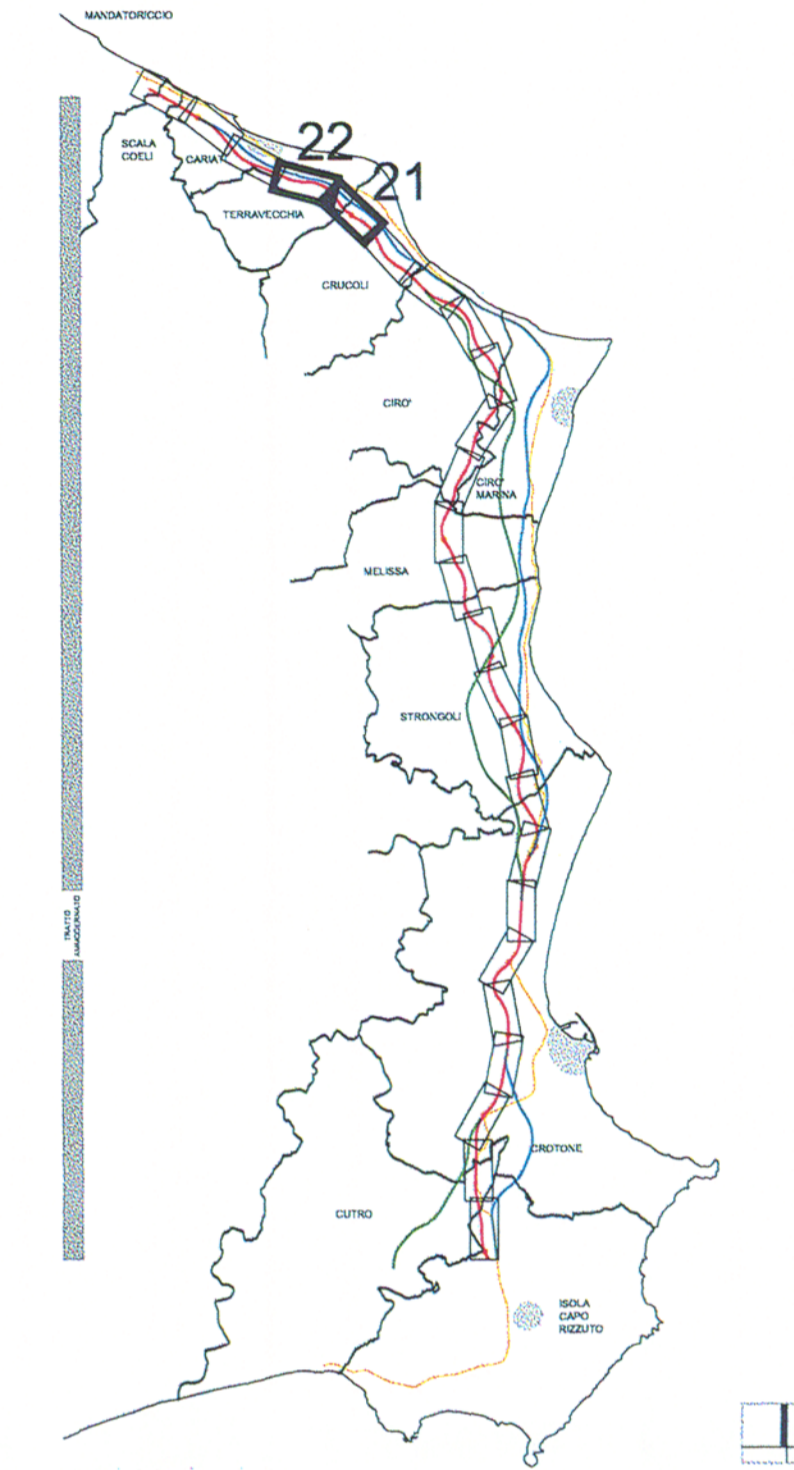 MANDATORICCIO
22
SCALA
COELI
CARIAT
21
TERRAVECCHIA
CRUCOLI
CIRO'
CIRO'
MARINA
MELISSA
STRONGOLI
TRATTO
AMMODERNATO
CROTONE
CUTRO
ISOLA
CAPO
RIZZUTO